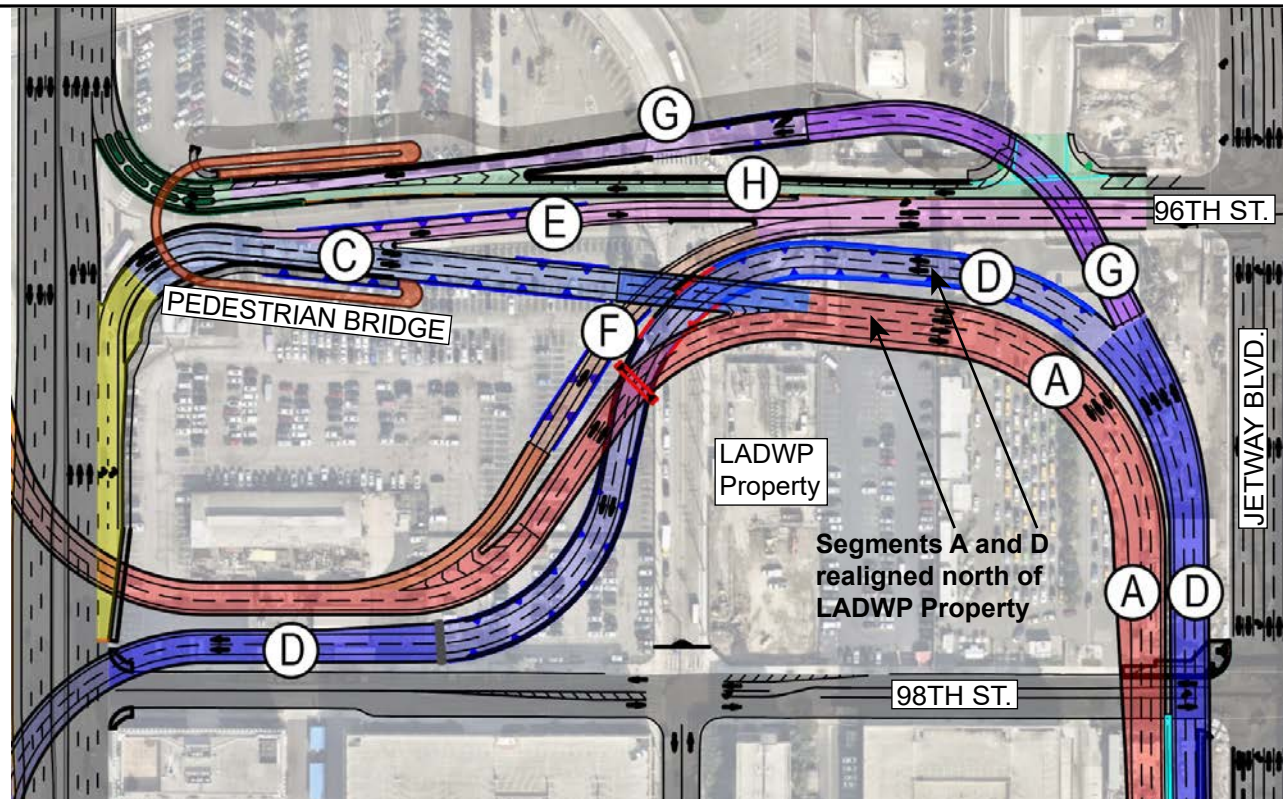 G
H
96TH ST.
E
C
D
G
PEDESTRIAN BRIDGE
F
A
JETWAY BLVD.
LADWP
Property
Segments A and D
realigned north of
LADWP Property
A
D
D
98TH ST.